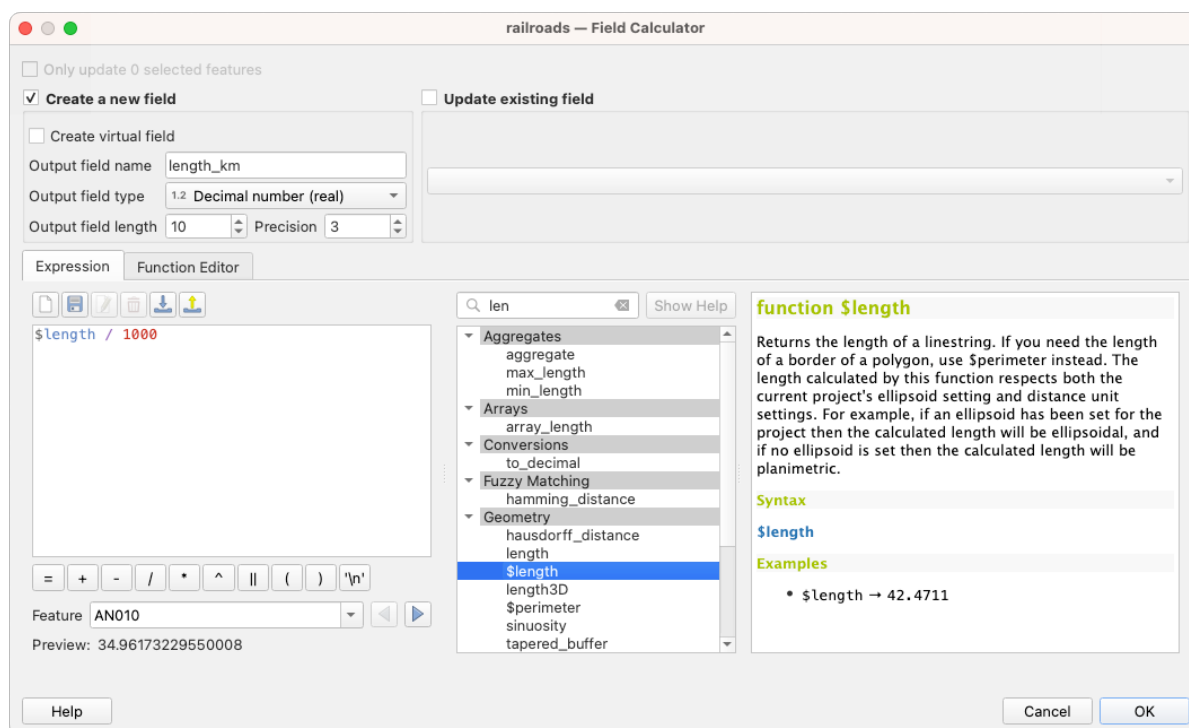 railroads — Field Calculator
Only update 0 selected features
Create a new field
Update existing field
Create virtual field
Output field name length_km
Output field type 1.2 Decimal number (real)
Output field length 10 Precision 3
Expression Function Editor
$length / 1000
= + - / * ^ || ( ) '\n'
Feature AN010
Preview: 34.96173229550008
len Show Help
Aggregates
aggregate
max_length
min_length
Arrays
array_length
Conversions
to_decimal
Fuzzy Matching
hamming_distance
Geometry
hausdorff_distance
length
$length
length3D
$perimeter
sinuosity
tapered_buffer
function $length
Returns the length of a linestring. If you need the length
of a border of a polygon, use $perimeter instead. The
length calculated by this function respects both the
current project's ellipsoid setting and distance unit
settings. For example, if an ellipsoid has been set for the
project then the calculated length will be ellipsoidal, and
if no ellipsoid is set then the calculated length will be
planimetric.
Syntax
$length
Examples
• $length → 42.4711
Help Cancel OK